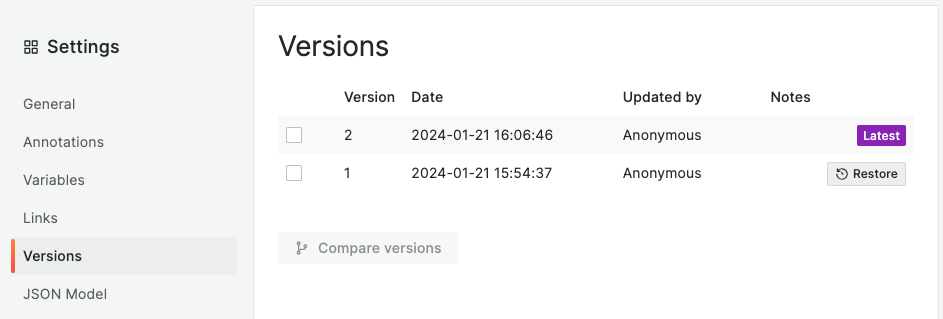 Settings
General
Annotations
Variables
Links
Versions
JSON Model
Versions
Version Date Updated by Notes
2 2024-01-21 16:06:46 Anonymous Latest
1 2024-01-21 15:54:37 Anonymous Restore
Compare versions